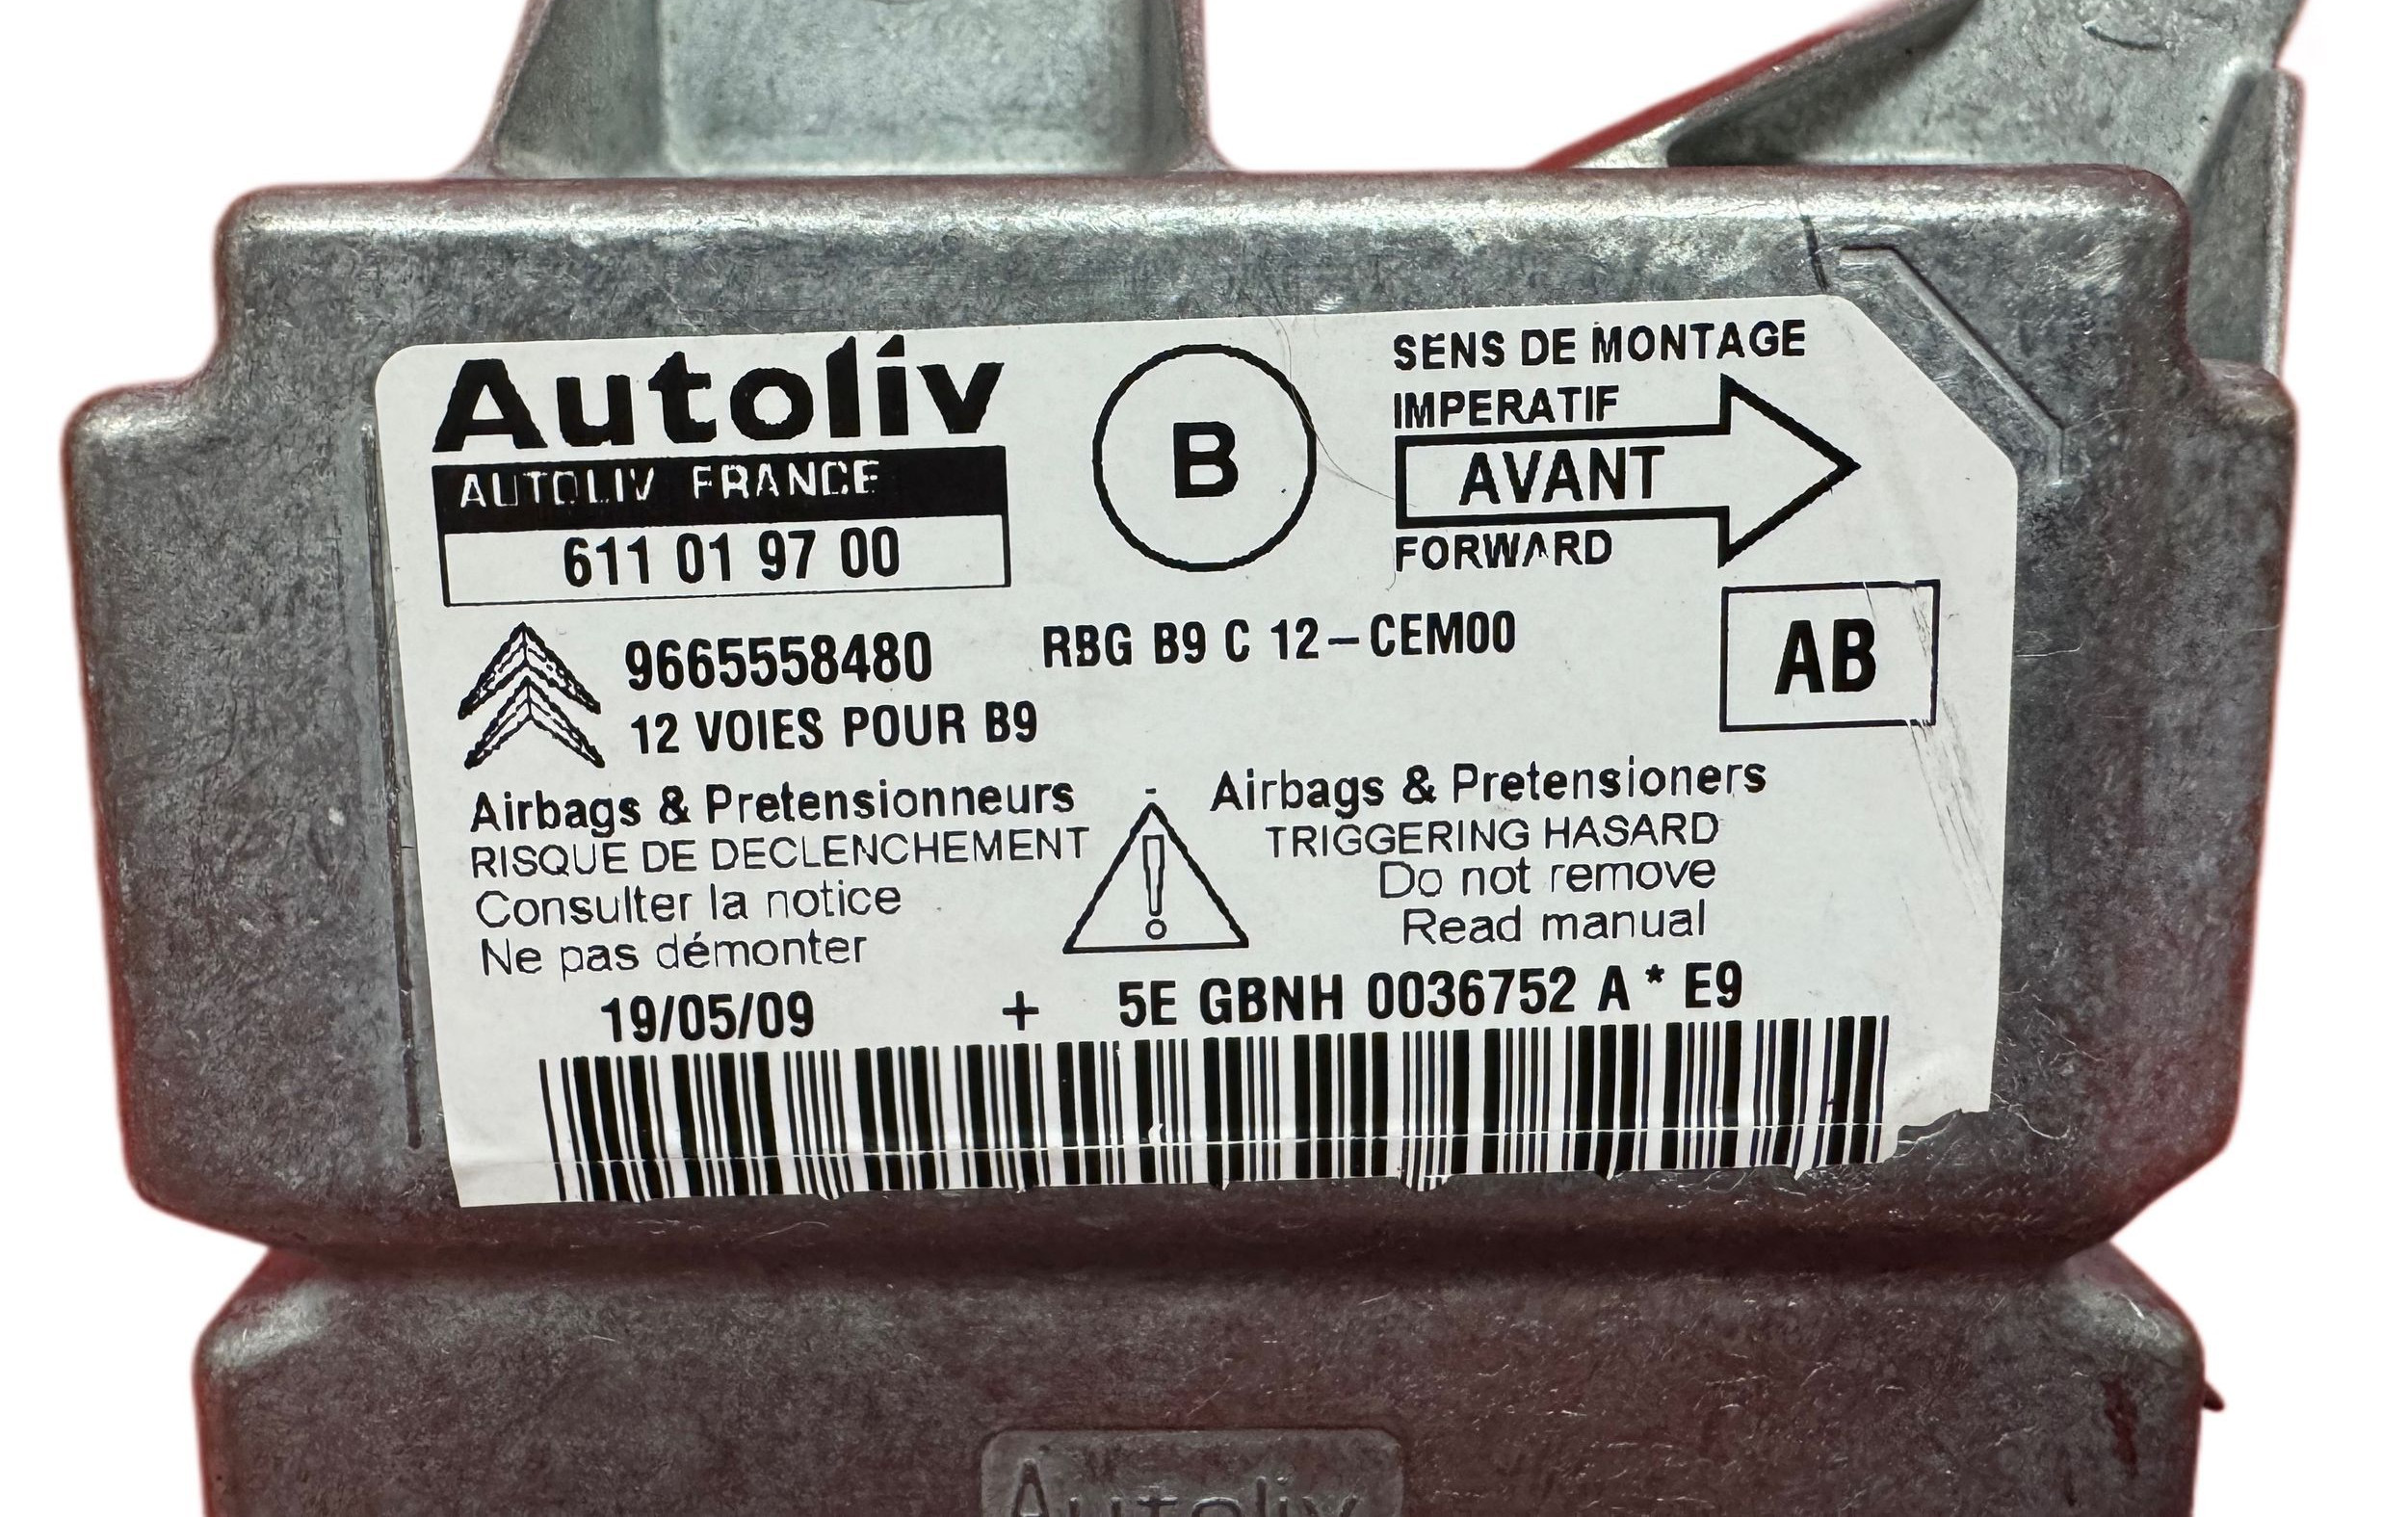 Autoliv
AUTOLIV FRANCE
611 01 97 00
B
SENS DE MONTAGE
IMPERATIF
AVANT
FORWARD
9665558480
RBG B9 C 12-CEM00
12 VOIES POUR B9
AB
Airbags & Pretensionneurs
RISQUE DE DECLENCHEMENT
Consulter la notice
Ne pas démonter
Airbags & Pretensioners
TRIGGERING HASARD
Do not remove
Read manual
19/05/09 + 5E GBNH 0036752 A * E9
Autoliv